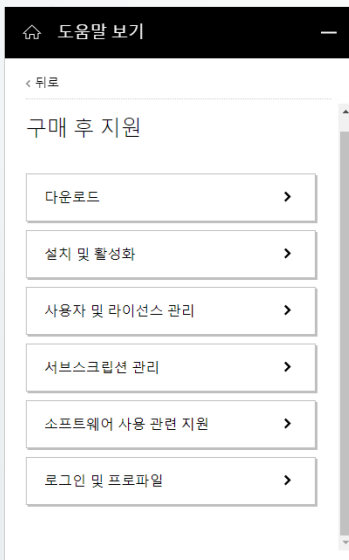 도움말 보기
< 뒤로
구매 후 지원
다운로드
설치 및 활성화
사용자 및 라이선스 관리
서브스크립션 관리
소프트웨어 사용 관련 지원
로그인 및 프로파일